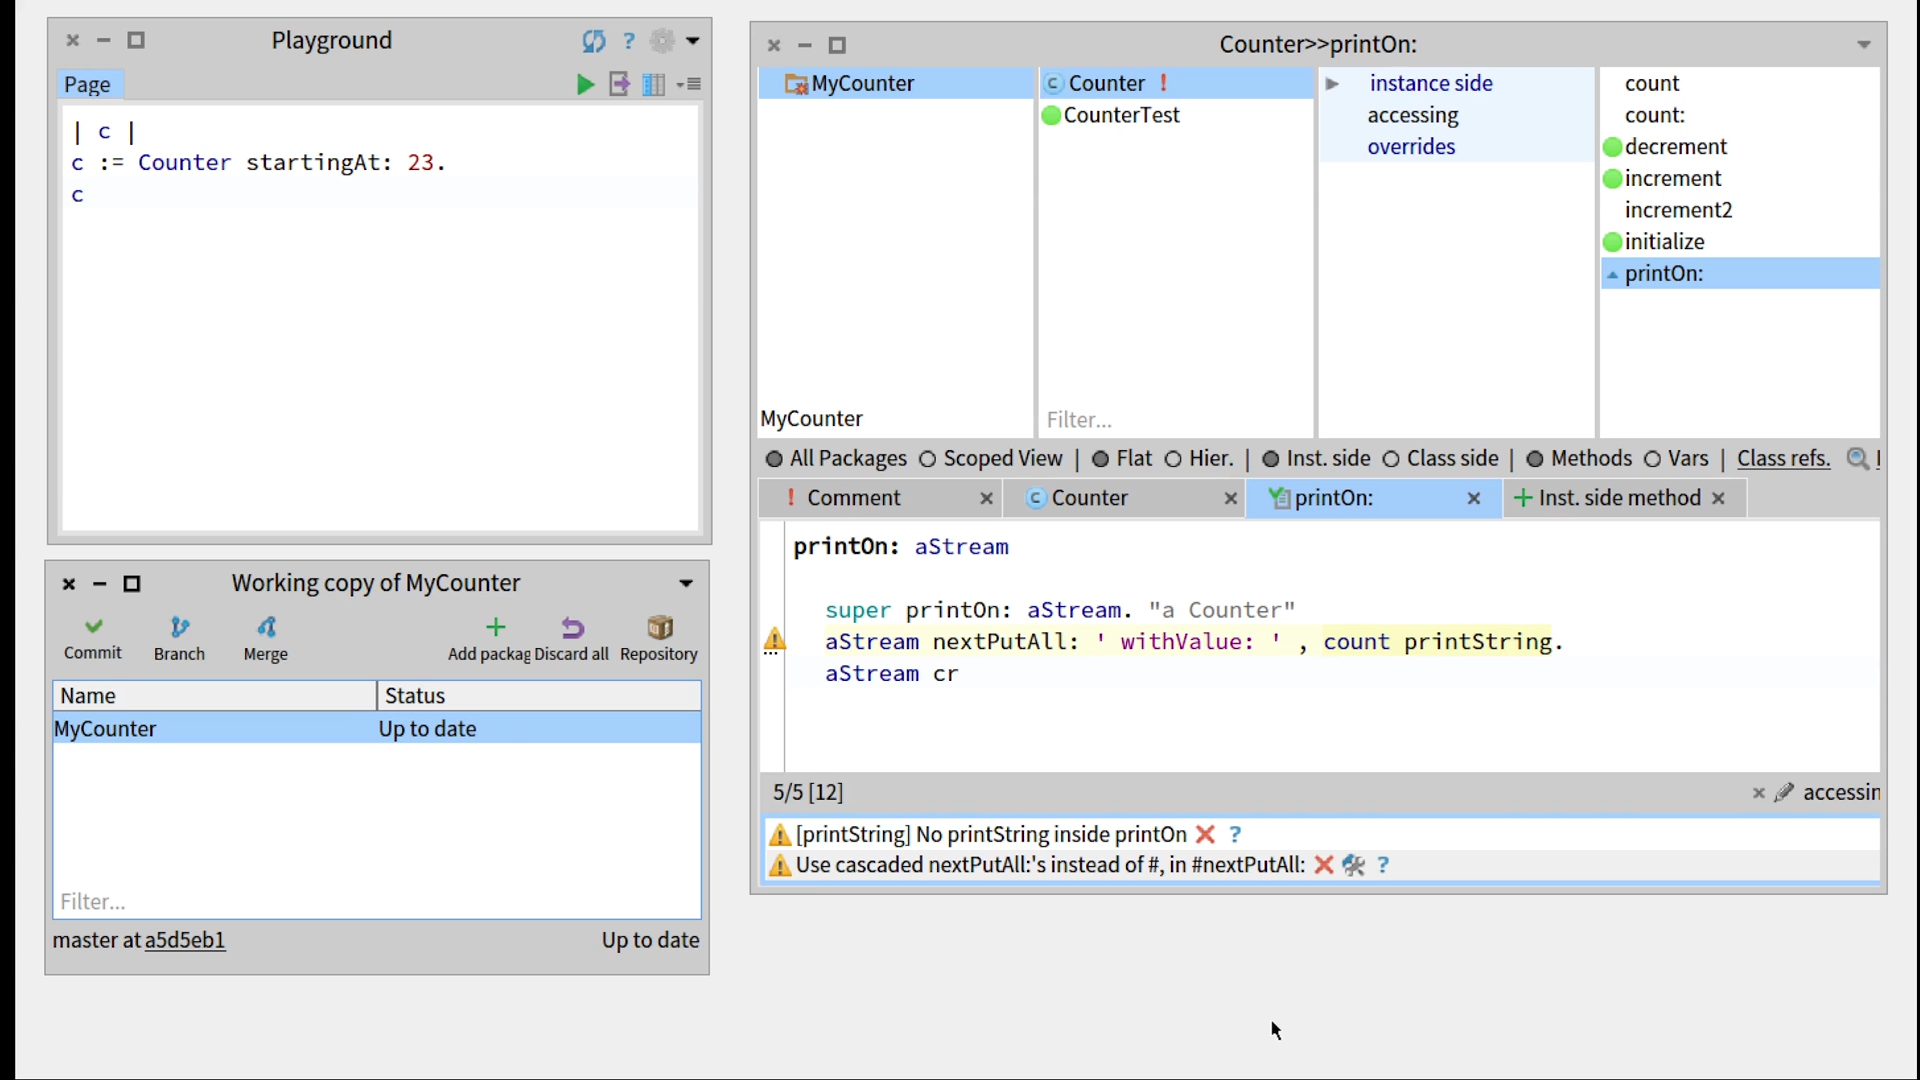 Playground
?
Page
| c |
c := Counter startingAt: 23.
c
Working copy of MyCounter
Commit
Branch
Merge
Add packag
Discard all
Repository
Name
Status
MyCounter
Up to date
Filter...
master at a5d5eb1
Up to date
Counter>>printOn:
MyCounter
MyCounter
C Counter !
CounterTest
Filter...
instance side
accessing
overrides
count
count:
decrement
increment
increment2
initialize
printOn:
All Packages Scoped View | Flat Hier. | Inst. side Class side | Methods Vars | Class refs.
! Comment
C Counter
printOn:
Inst. side method
printOn: aStream
super printOn: aStream. "a Counter"
aStream nextPutAll: ' withValue: ' , count printString.
aStream cr
5/5 [12]
accessin
[printString] No printString inside printOn ?
Use cascaded nextPutAll:'s instead of #, in #nextPutAll: ?